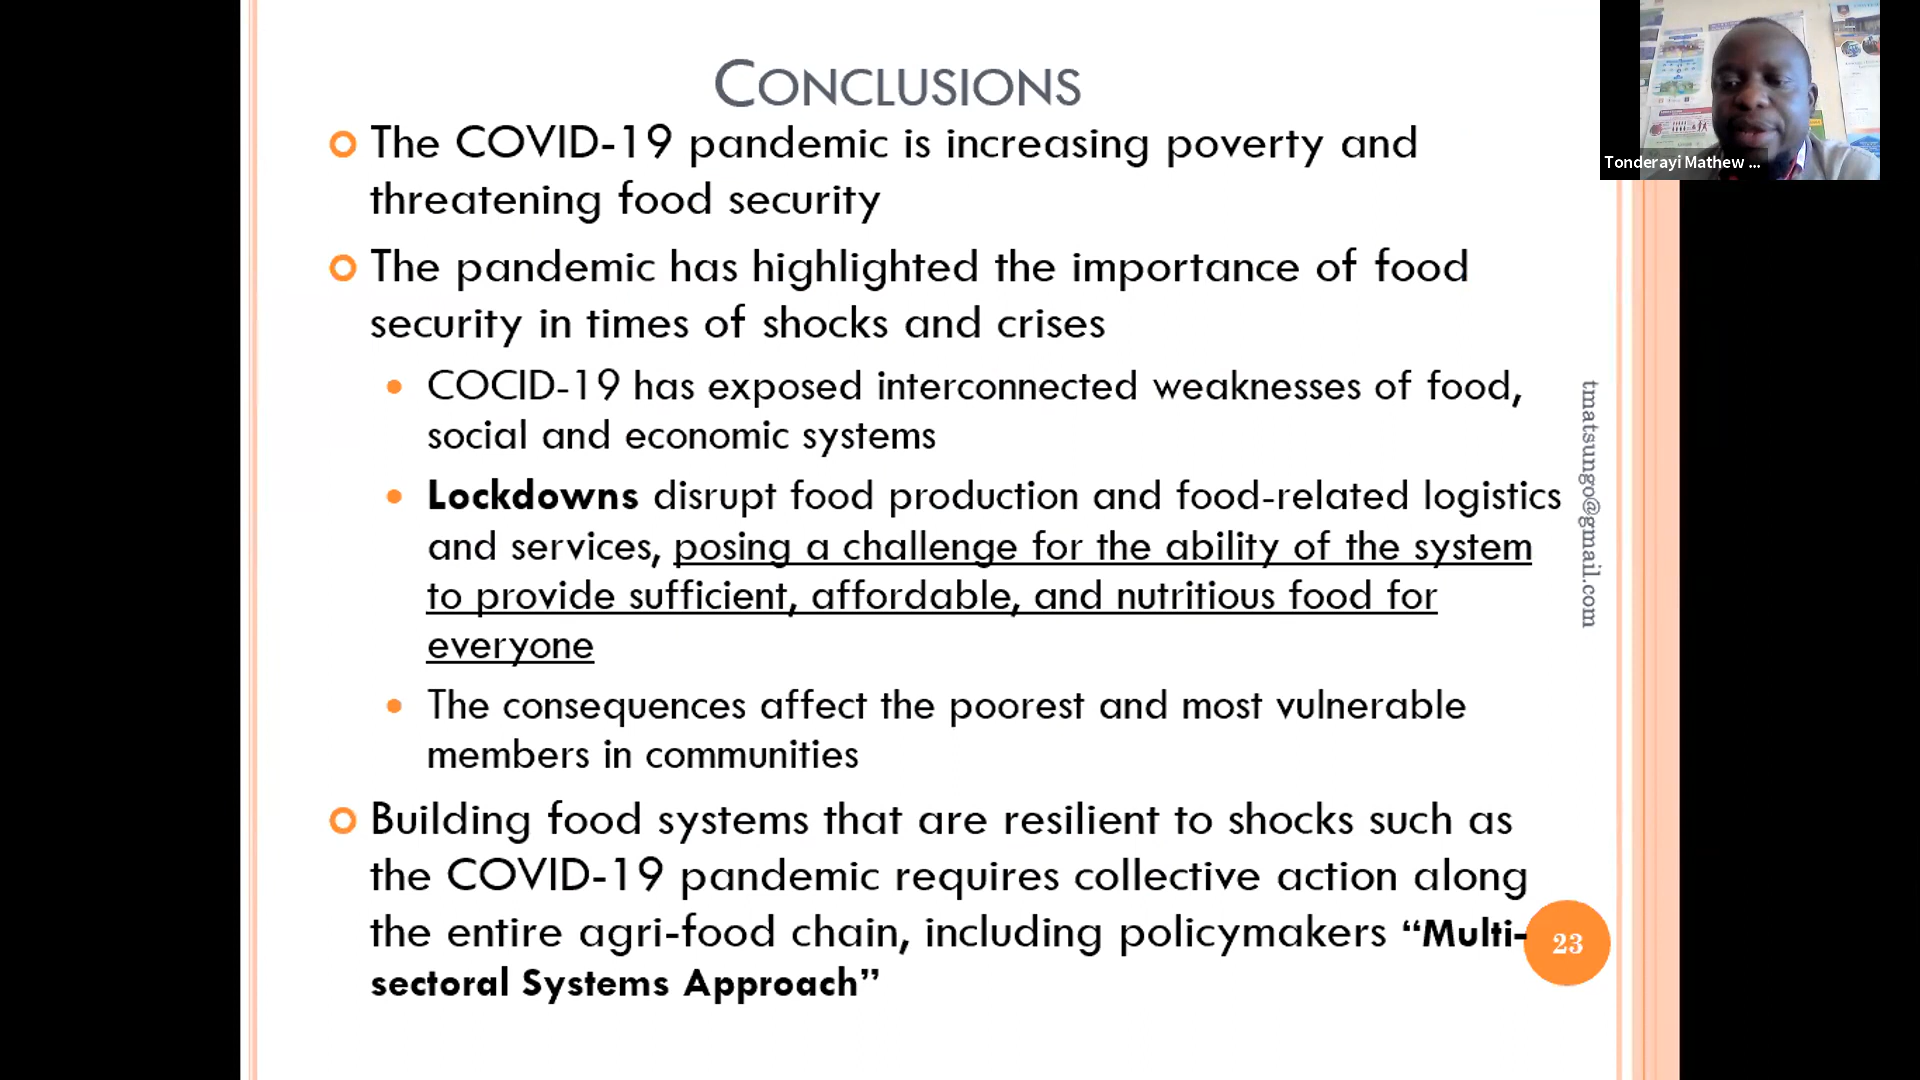 CONCLUSIONS
The COVID-19 pandemic is increasing poverty and
threatening food security
The pandemic has highlighted the importance of food
security in times of shocks and crises
COCID-19 has exposed interconnected weaknesses of food,
social and economic systems
Lockdowns disrupt food production and food-related logistics
and services, posing a challenge for the ability of the system
to provide sufficient, affordable, and nutritious food for
everyone
The consequences affect the poorest and most vulnerable
members in communities
Building food systems that are resilient to shocks such as
the COVID-19 pandemic requires collective action along
the entire agri-food chain, including policymakers “Multi-
sectoral Systems Approach”
tmatsungo@gmail.com
23
Tonderayi Mathew ...